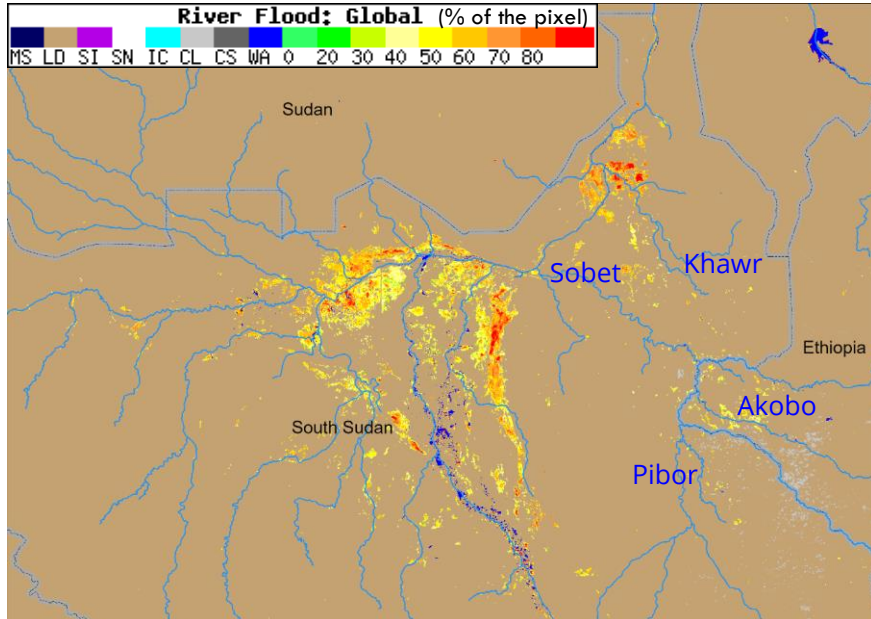 River Flood: Global (% of the pixel)
MS LD SI SN IC CL CS WA 0 20 30 40 50 60 70 80
Sudan
Sobet
Khawr
Ethiopia
Akobo
South Sudan
Pibor